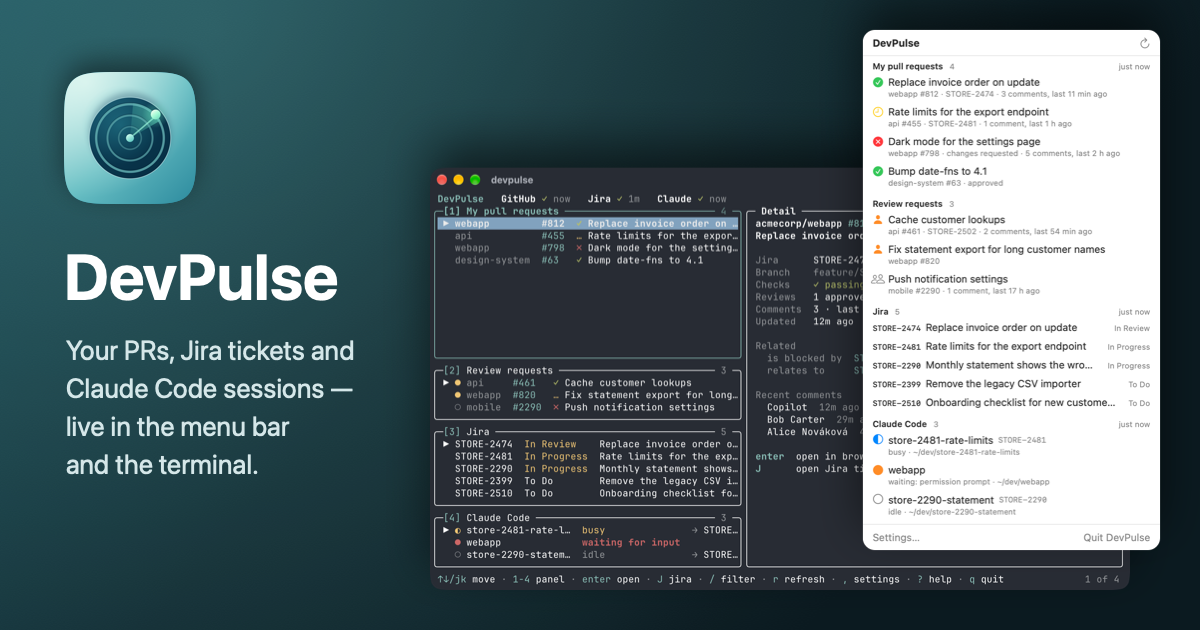 DevPulse
Your PRs, Jira tickets and
Claude Code sessions —
live in the menu bar
and the terminal.
devpulse
DevPulse GitHub ✓ now Jira ✓ 1m Claude ✓ now
[1] My pull requests 4
▶ webapp #812 ✓ Replace invoice order on …
api #455 … Rate limits for the expor…
webapp #798 ✕ Dark mode for the setting…
design-system #63 ✓ Bump date-fns to 4.1
[2] Review requests 3
▶ ● api #461 ✓ Cache customer lookups
● webapp #820 … Fix statement export for long…
○ mobile #2290 ✕ Push notification settings
[3] Jira 5
▶ STORE-2474 In Review Replace invoice order o…
STORE-2481 In Progress Rate limits for the exp…
STORE-2290 In Progress Monthly statement shows…
STORE-2399 To Do Remove the legacy CSV i…
STORE-2510 To Do Onboarding checklist fo…
[4] Claude Code 3
▶ ◐ store-2481-rate-l… busy → STORE…
● webapp waiting for input
○ store-2290-statem… idle → STORE…
Detail
acmecorp/webapp
Replace invoice
Jira STORE-247
Branch feature/
Checks ✓ passing
Reviews 1 approve
Comments 3 · last
Updated 12m ago
Related
is blocked by
relates to
Recent comments
Copilot 12m ago
Bob Carter 29m
Alice Nováková
enter open in brow
J open Jira ti
↑↓/jk move · 1-4 panel · enter open · J jira · / filter · r refresh · , settings · ? help · q quit 1 of 4
DevPulse
My pull requests 4 just now
Replace invoice order on update
webapp #812 · STORE-2474 · 3 comments, last 11 min ago
Rate limits for the export endpoint
api #455 · STORE-2481 · 1 comment, last 1 h ago
Dark mode for the settings page
webapp #798 · changes requested · 5 comments, last 2 h ago
Bump date-fns to 4.1
design-system #63 · approved
Review requests 3
Cache customer lookups
api #461 · STORE-2502 · 2 comments, last 54 min ago
Fix statement export for long customer names
webapp #820
Push notification settings
mobile #2290 · 1 comment, last 17 h ago
Jira 5 just now
STORE-2474 Replace invoice order on update In Review
STORE-2481 Rate limits for the export endpoint In Progress
STORE-2290 Monthly statement shows the wro... In Progress
STORE-2399 Remove the legacy CSV importer To Do
STORE-2510 Onboarding checklist for new custome... To Do
Claude Code 3 just now
store-2481-rate-limits STORE-2481
busy · ~/dev/store-2481-rate-limits
webapp
waiting: permission prompt · ~/dev/webapp
store-2290-statement STORE-2290
idle · ~/dev/store-2290-statement
Settings... Quit DevPulse